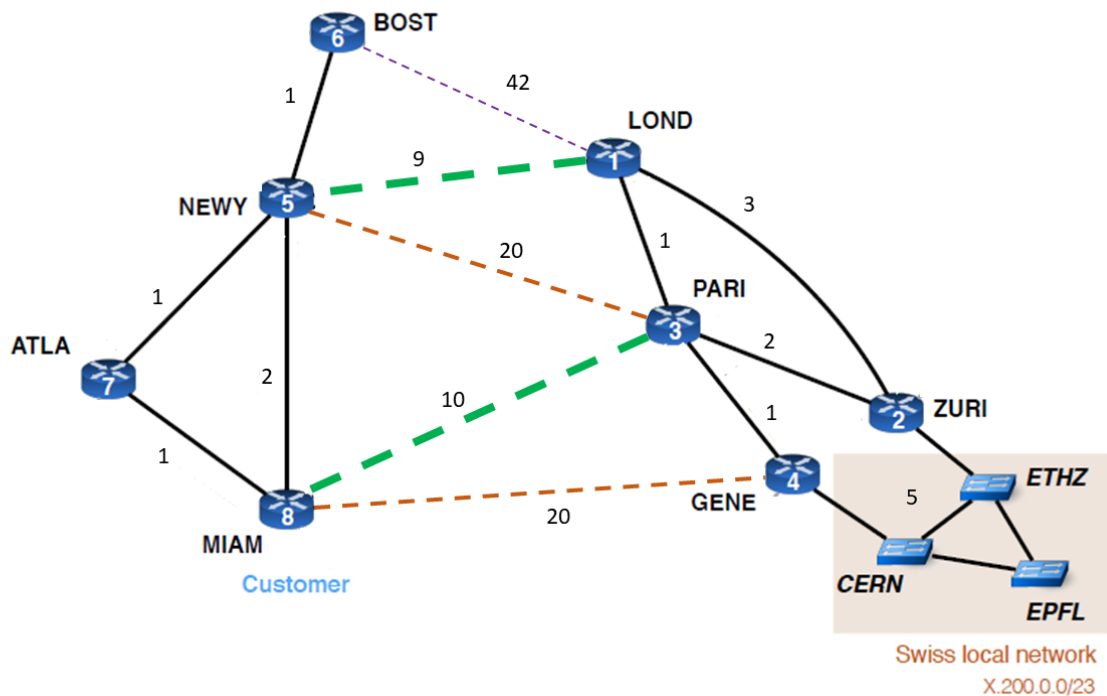 BOST
6
42
1
LOND
1
9
3
NEWY
5
1
20
PARI
3
1
2
ATLA
7
2
10
1
ZURI
2
1
4
GENE
5
ETHZ
8
MIAM
20
CERN
EPFL
Customer
Swiss local network
X.200.0.0/23